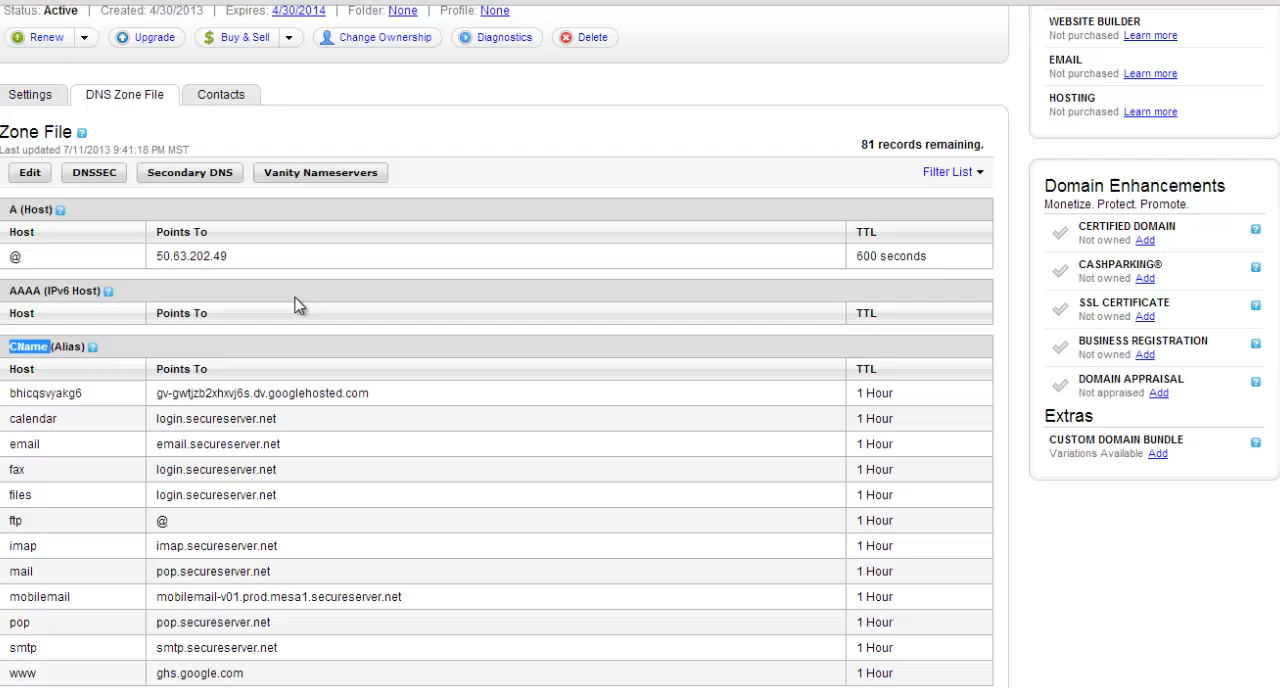 Status: Active | Created: 4/30/2013 | Expires: 4/30/2014 | Folder: None | Profile: None
Renew Upgrade Buy & Sell Change Ownership Diagnostics Delete
Settings DNS Zone File Contacts
Zone File
Last updated 7/11/2013 9:41:18 PM MST
81 records remaining.
Edit DNSSEC Secondary DNS Vanity Nameservers Filter List
A (Host)
Host Points To TTL
@ 50.63.202.49 600 seconds
AAAA (IPv6 Host)
Host Points To TTL
CName (Alias)
Host Points To TTL
bhicqsvyakg6 gv-gwtjzb2xhxvj6s.dv.googlehosted.com 1 Hour
calendar login.secureserver.net 1 Hour
email email.secureserver.net 1 Hour
fax login.secureserver.net 1 Hour
files login.secureserver.net 1 Hour
ftp @ 1 Hour
imap imap.secureserver.net 1 Hour
mail pop.secureserver.net 1 Hour
mobilemail mobilemail-v01.prod.mesa1.secureserver.net 1 Hour
pop pop.secureserver.net 1 Hour
smtp smtp.secureserver.net 1 Hour
www ghs.google.com 1 Hour
WEBSITE BUILDER
Not purchased Learn more
EMAIL
Not purchased Learn more
HOSTING
Not purchased Learn more
Domain Enhancements
Monetize. Protect. Promote.
CERTIFIED DOMAIN
Not owned Add
CASHPARKING®
Not owned Add
SSL CERTIFICATE
Not owned Add
BUSINESS REGISTRATION
Not owned Add
DOMAIN APPRAISAL
Not appraised Add
Extras
CUSTOM DOMAIN BUNDLE
Variations Available Add